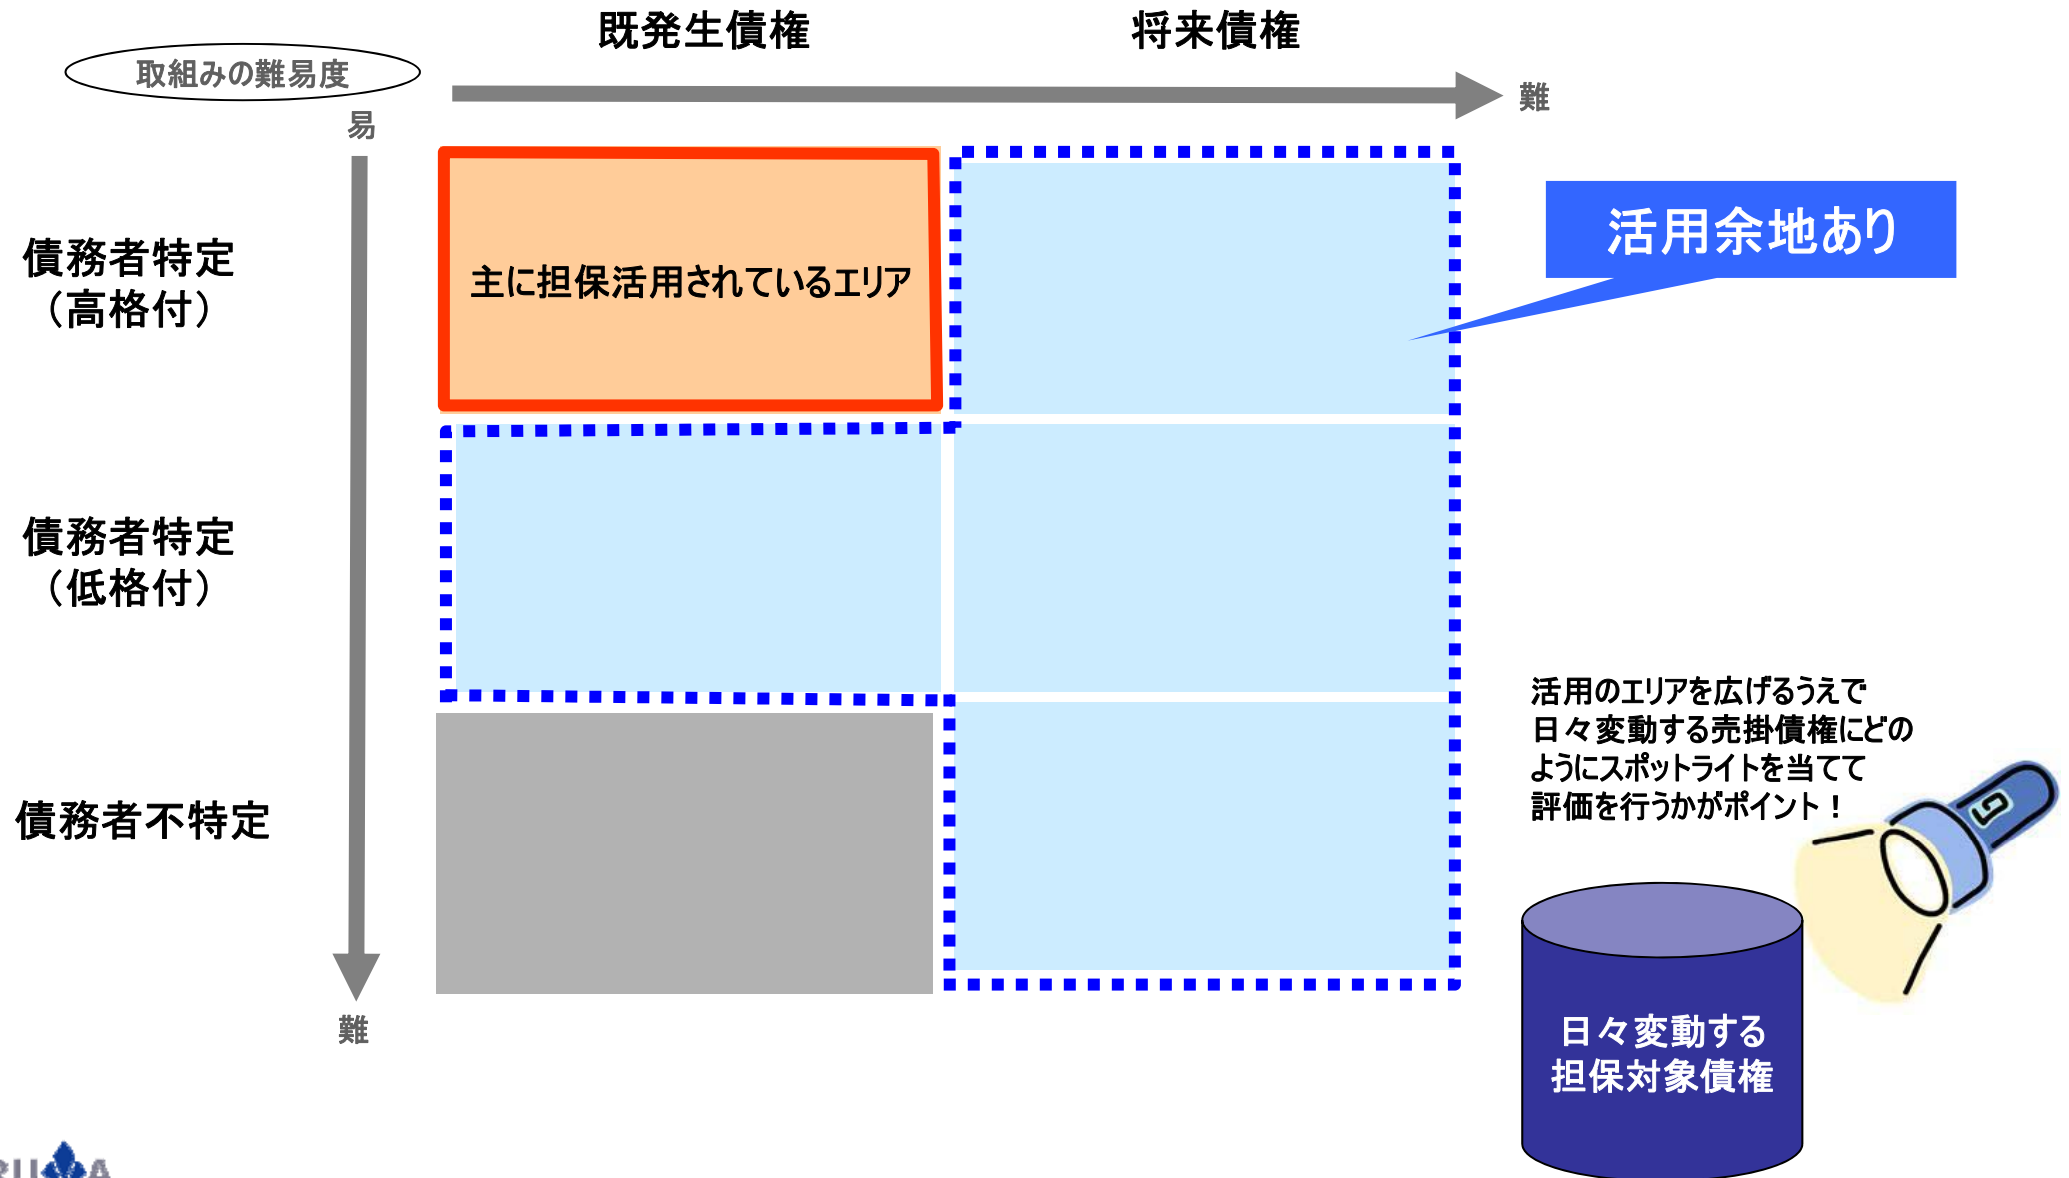 既発生債権
将来債権
取組みの難易度
易
難
債務者特定
（高格付）
主に担保活用されているエリア
活用余地あり
債務者特定
（低格付）
活用のエリアを広げるうえで
日々変動する売掛債権にどの
ようにスポットライトを当てて
評価を行うかがポイント！
債務者不特定
難
日々変動する
担保対象債権